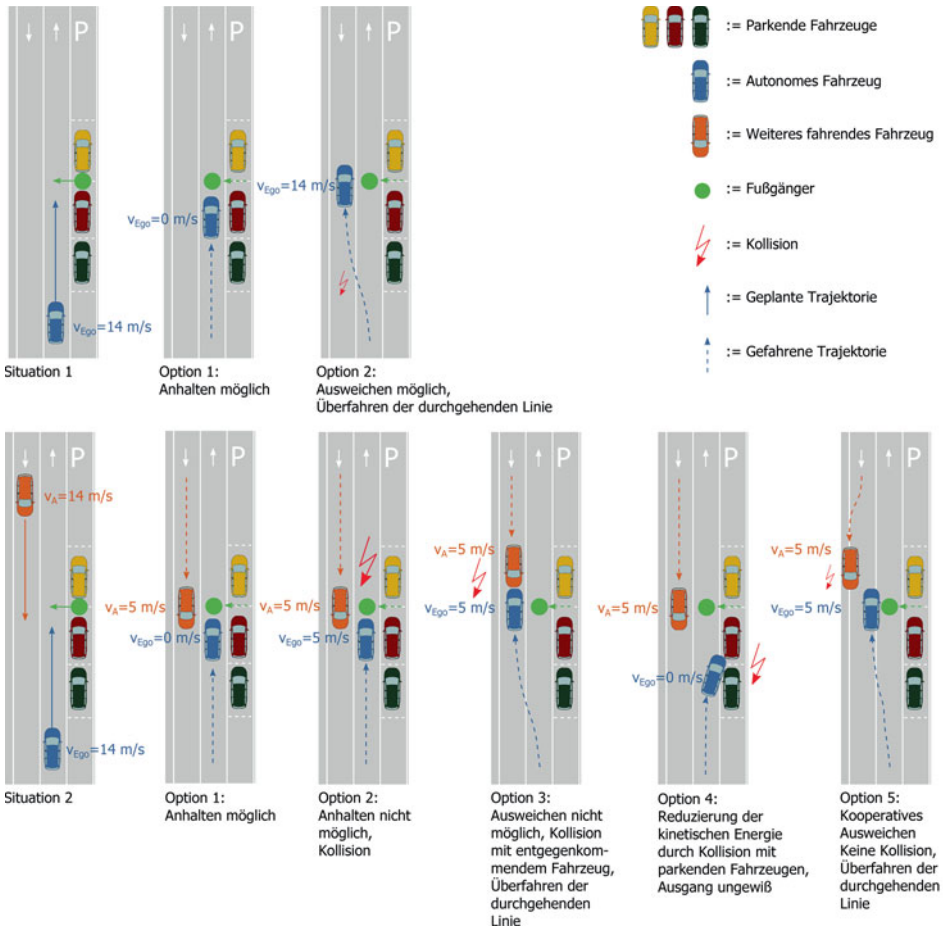 P
P
P
:= Parkende Fahrzeuge
:= Autonomes Fahrzeug
:= Weiteres fahrendes Fahrzeug
:= Fußgänger
:= Kollision
:= Geplante Trajektorie
:= Gefahrene Trajektorie
vEgo=14 m/s
vEgo=0 m/s
vEgo=14 m/s
Situation 1
Option 1:
Anhalten möglich
Option 2:
Ausweichen möglich,
Überfahren der durchgehenden Linie
P
P
P
P
P
P
vA=14 m/s
vEgo=14 m/s
vA=5 m/s
vEgo=0 m/s
vA=5 m/s
vEgo=5 m/s
vA=5 m/s
vEgo=5 m/s
vA=5 m/s
vEgo=0 m/s
vA=5 m/s
vEgo=5 m/s
Situation 2
Option 1:
Anhalten möglich
Option 2:
Anhalten nicht
möglich,
Kollision
Option 3:
Ausweichen nicht
möglich, Kollision
mit entgegenkom-
mendem Fahrzeug,
Überfahren der
durchgehenden
Linie
Option 4:
Reduzierung der
kinetischen Energie
durch Kollision mit
parkenden Fahrzeugen,
Ausgang ungewiß
Option 5:
Kooperatives
Ausweichen
Keine Kollision,
Überfahren der
durchgehenden
Linie